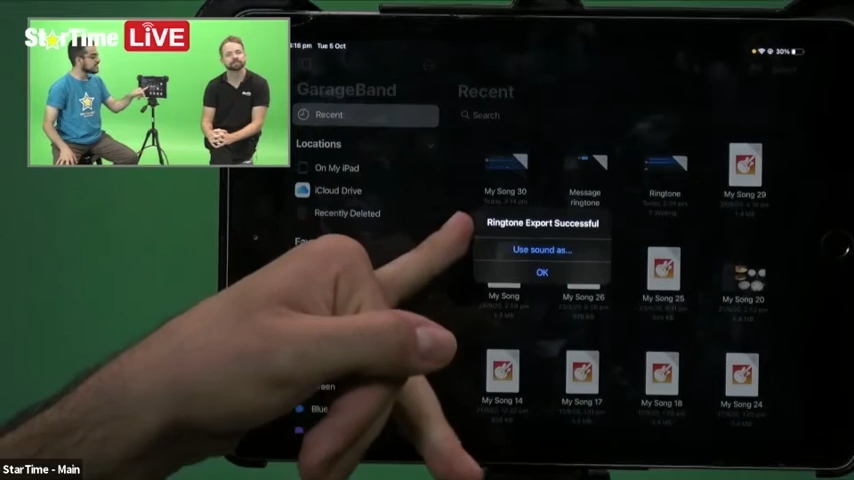 StarTime LIVE
:16 pm Tue 5 Oct
30%
GarageBand
Recent
Recent
Search
Locations
On My iPad
iCloud Drive
Recently Deleted
My Song 30
Message
ringtone
Ringtone
My Song 29
Ringtone Export Successful
Use sound as...
OK
My Song
My Song 26
My Song 25
My Song 20
My Song 14
My Song 17
My Song 18
My Song 24
Blue
StarTime - Main